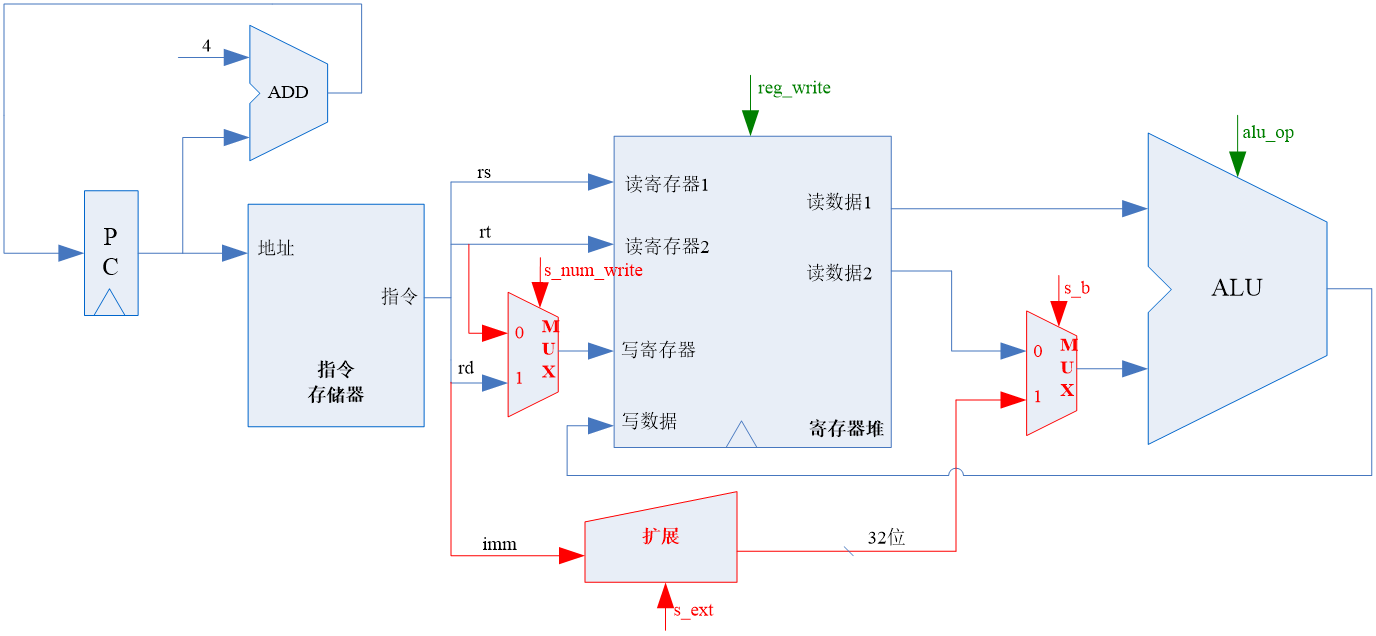 4
ADD
reg_write
alu_op
rs
读寄存器1
读数据1
P
C
地址
rt
读寄存器2
s_num_write
读数据2
指令
s_b
ALU
0
M
U
X
1
写寄存器
0
M
U
X
1
指令
存储器
rd
写数据
寄存器堆
扩展
32位
imm
s_ext